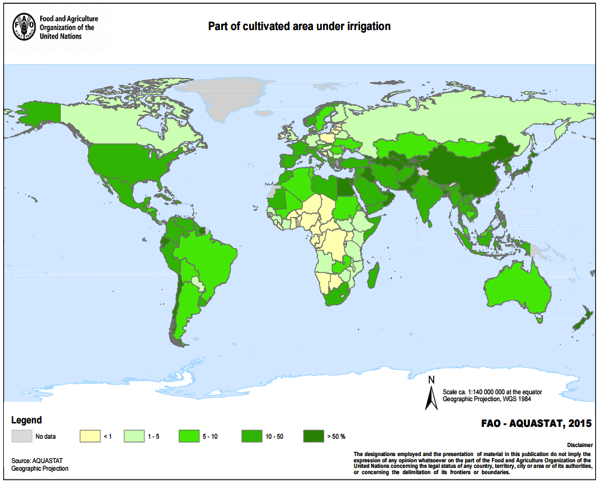 Food and Agriculture
Organization of the
United Nations
Part of cultivated area under irrigation
N
Scale ca. 1:140 000 000 at the equator
Geographic Projection, WGS 1984
Legend
No data
< 1
1 - 5
5 - 10
10 - 50
> 50 %
FAO - AQUASTAT, 2015
Disclaimer
Source: AQUASTAT
Geographic Projection
The designations employed and the presentation of material in this publication do not imply the
expression of any opinion whatsoever on the part of the Food and Agriculture Organization of the
United Nations concerning the legal status of any country, territory, city or area or of its authorities,
or concerning the delimitation of its frontiers or boundaries.